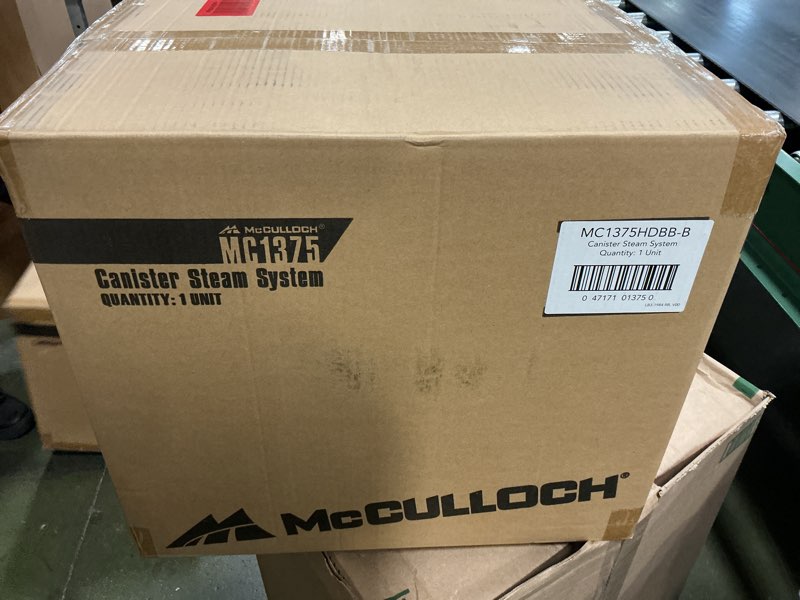 McCULLOCH®
MC1375
Canister Steam System
QUANTITY: 1 UNIT
MC1375HDBB-B
Canister Steam System
Quantity: 1 Unit
0 47171 01375 0
McCULLOCH®